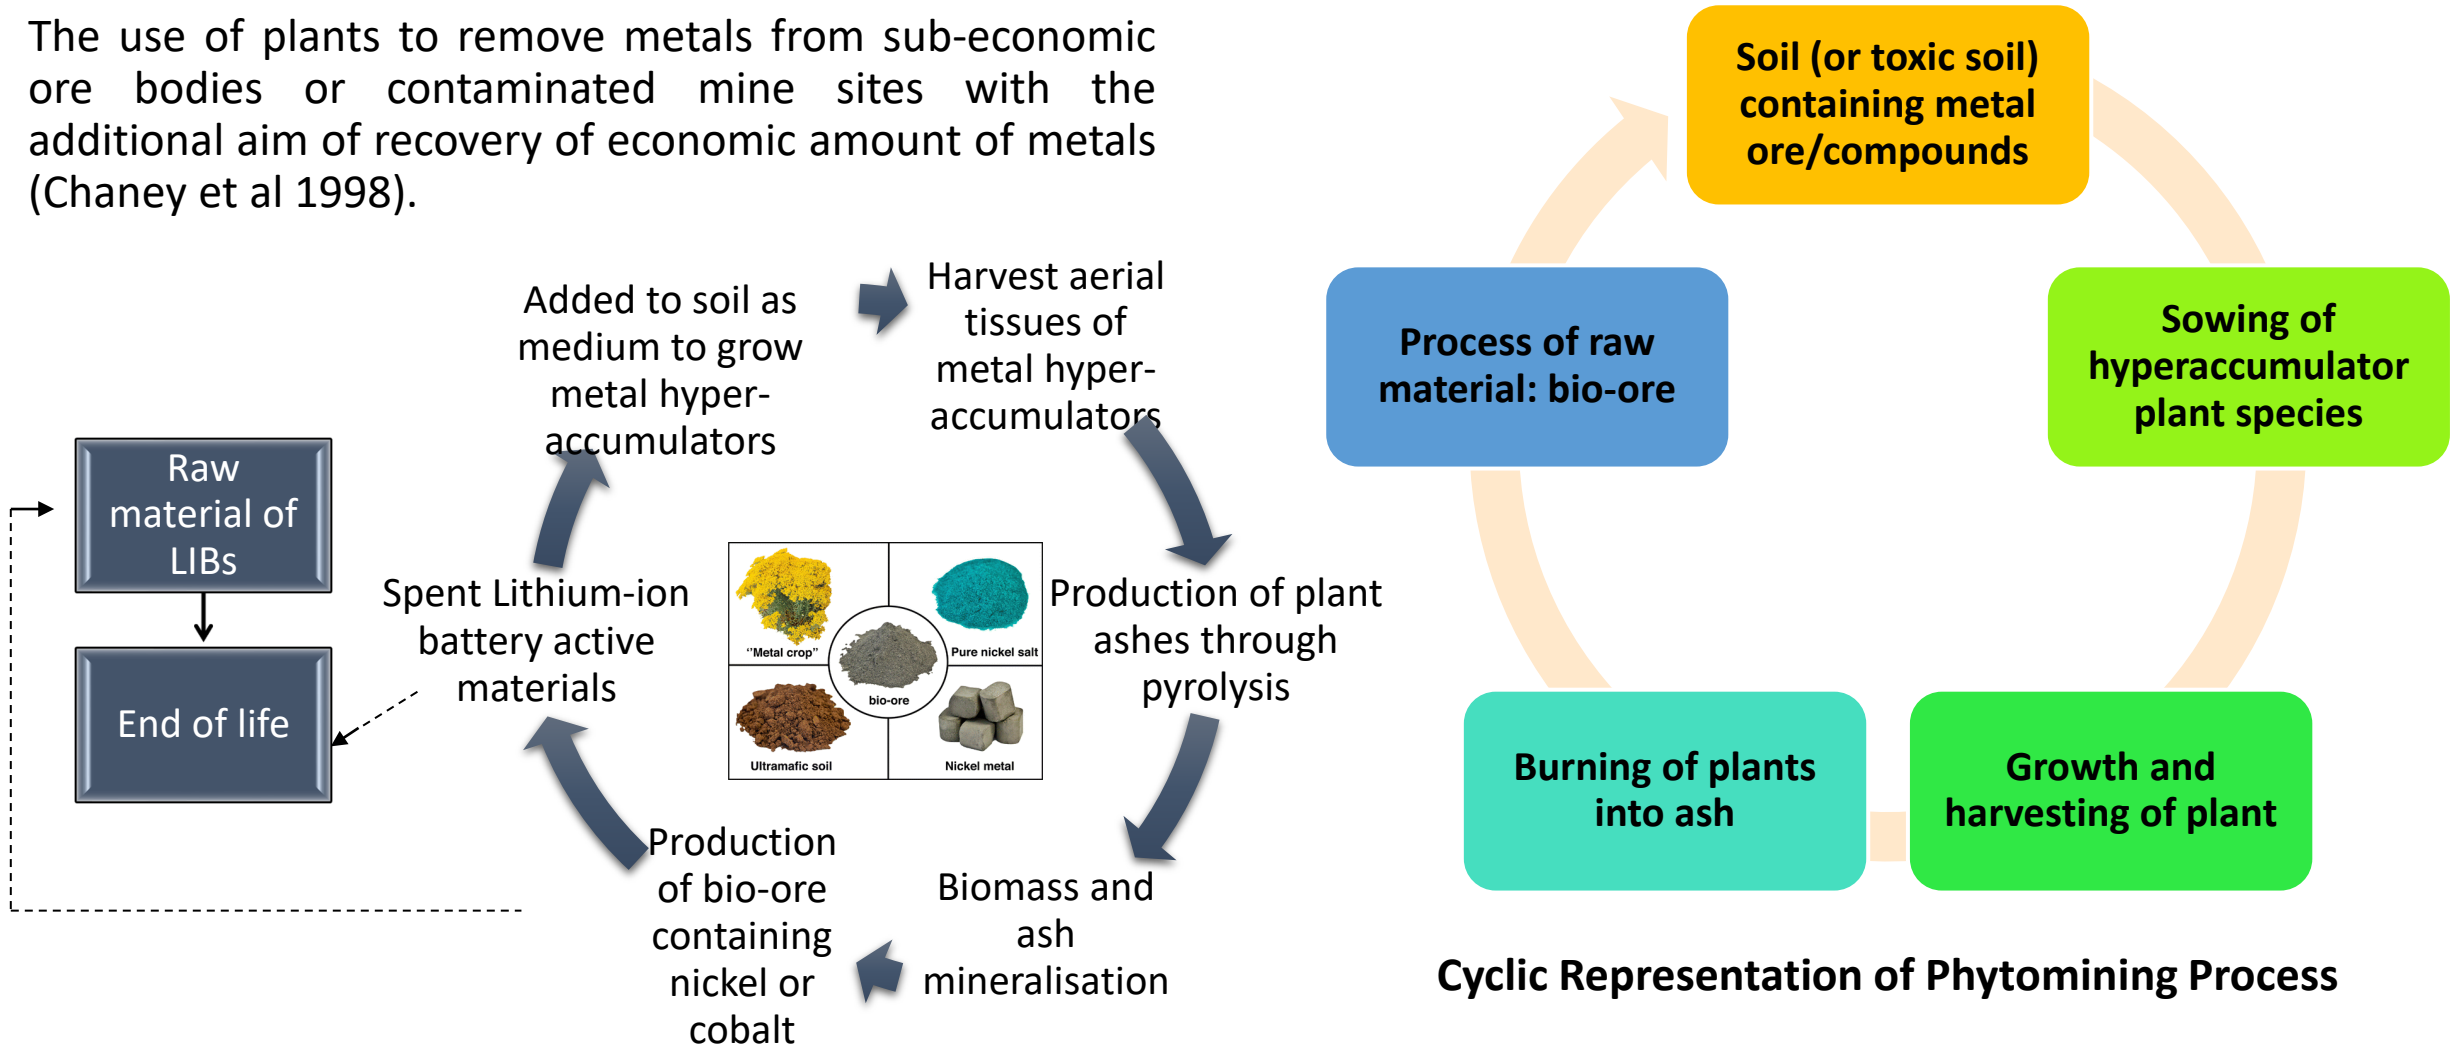 The use of plants to remove metals from sub-economic
ore bodies or contaminated mine sites with the
additional aim of recovery of economic amount of metals
(Chaney et al 1998).
Added to soil as
medium to grow
metal hyper-
accumulators
Harvest aerial
tissues of
metal hyper-
accumulators
Production of plant
ashes through
pyrolysis
Biomass and
ash
mineralisation
Production
of bio-ore
containing
nickel or
cobalt
Spent Lithium-ion
battery active
materials
Raw
material of
LIBs
End of life
‘’Metal crop”
Pure nickel salt
bio-ore
Ultramafic soil
Nickel metal
Soil (or toxic soil)
containing metal
ore/compounds
Sowing of
hyperaccumulator
plant species
Growth and
harvesting of plant
Burning of plants
into ash
Process of raw
material: bio-ore
Cyclic Representation of Phytomining Process